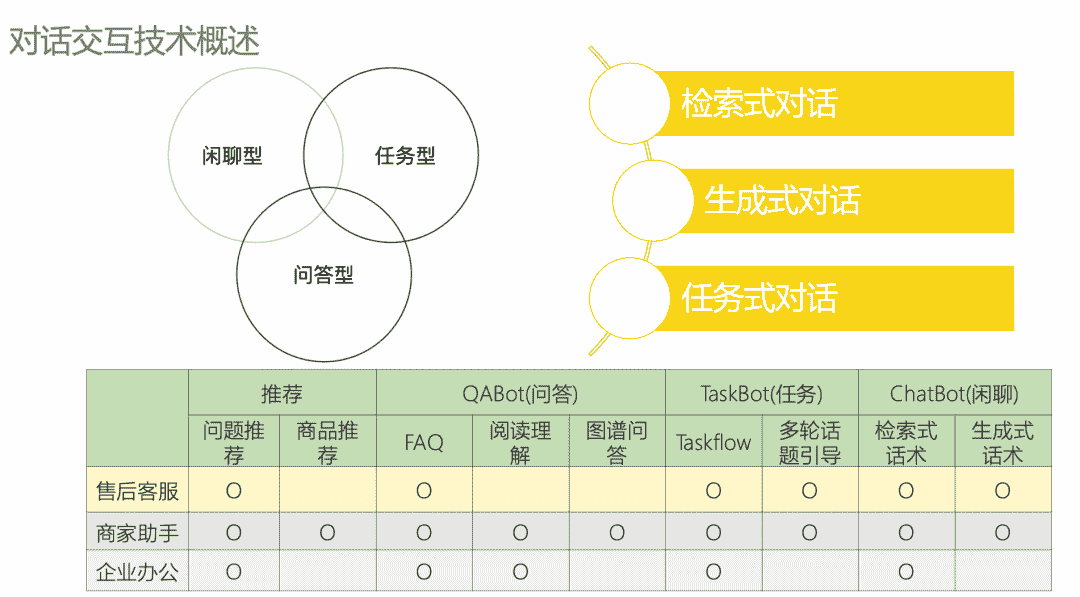 对话交互技术概述
闲聊型
任务型
问答型
检索式对话
生成式对话
任务式对话
推荐 QABot(问答) TaskBot(任务) ChatBot(闲聊)
问题推荐 商品推荐 FAQ 阅读理解 图谱问答 Taskflow 多轮话题引导 检索式话术 生成式话术
售后客服 O O O O O O
商家助手 O O O O O O O O O
企业办公 O O O O O